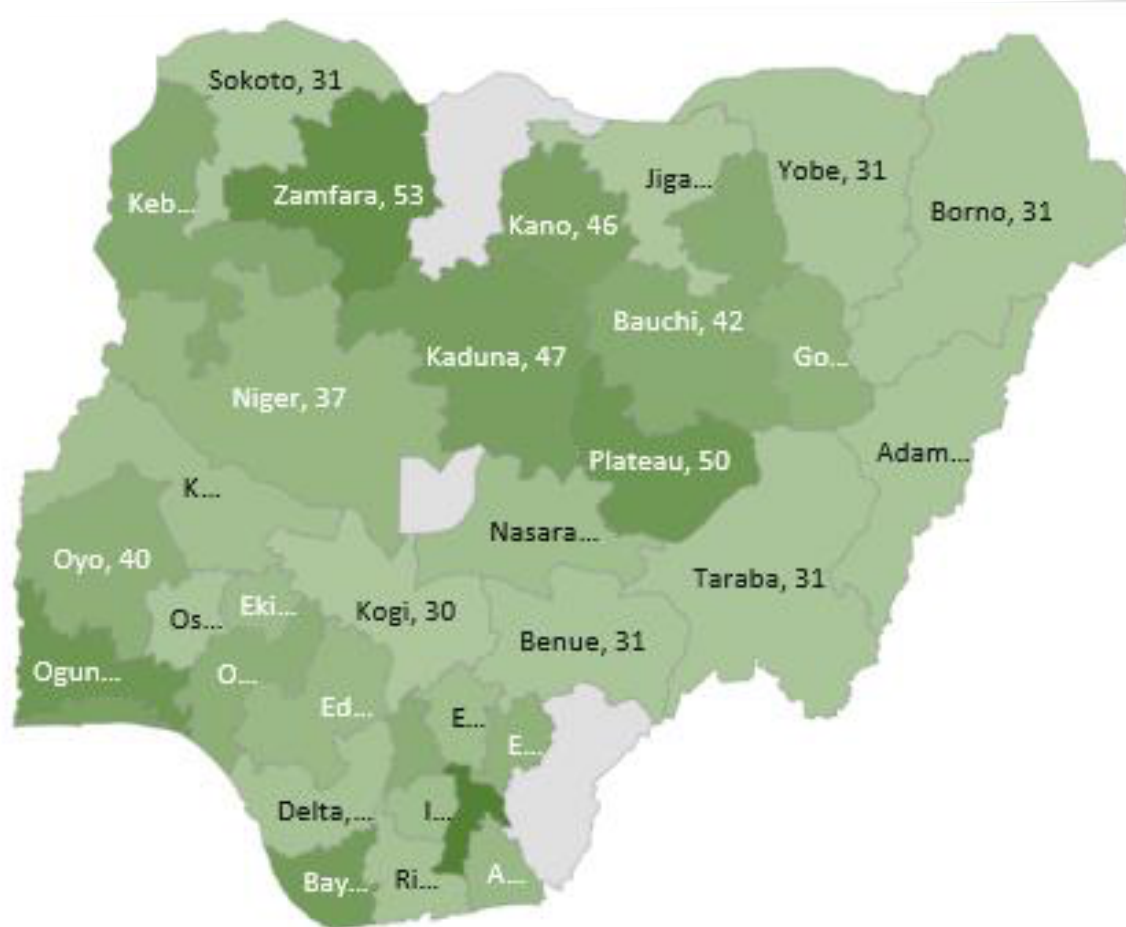 Sokoto, 31
Keb...
Zamfara, 53
Kano, 46
Jiga...
Yobe, 31
Borno, 31
Kaduna, 47
Bauchi, 42
Go...
Niger, 37
Plateau, 50
Adam...
K...
Nasara...
Oyo, 40
Taraba, 31
Os...
Eki...
Kogi, 30
Benue, 31
Ogun...
O...
Ed...
E...
E...
Delta,...
I...
Bay...
Ri...
A...